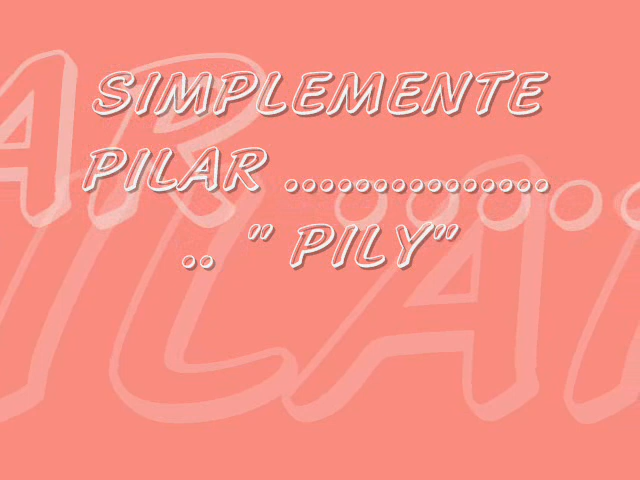 SIMPLEMENTE
PILAR ...............
.. " PILY"